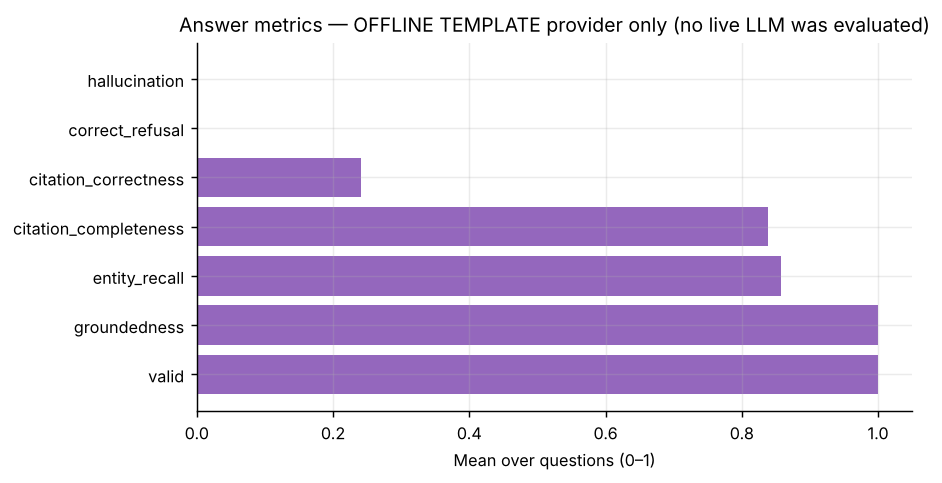 Answer metrics — OFFLINE TEMPLATE provider only (no live LLM was evaluated)
hallucination
correct_refusal
citation_correctness
citation_completeness
entity_recall
groundedness
valid
0.0 0.2 0.4 0.6 0.8 1.0
Mean over questions (0–1)